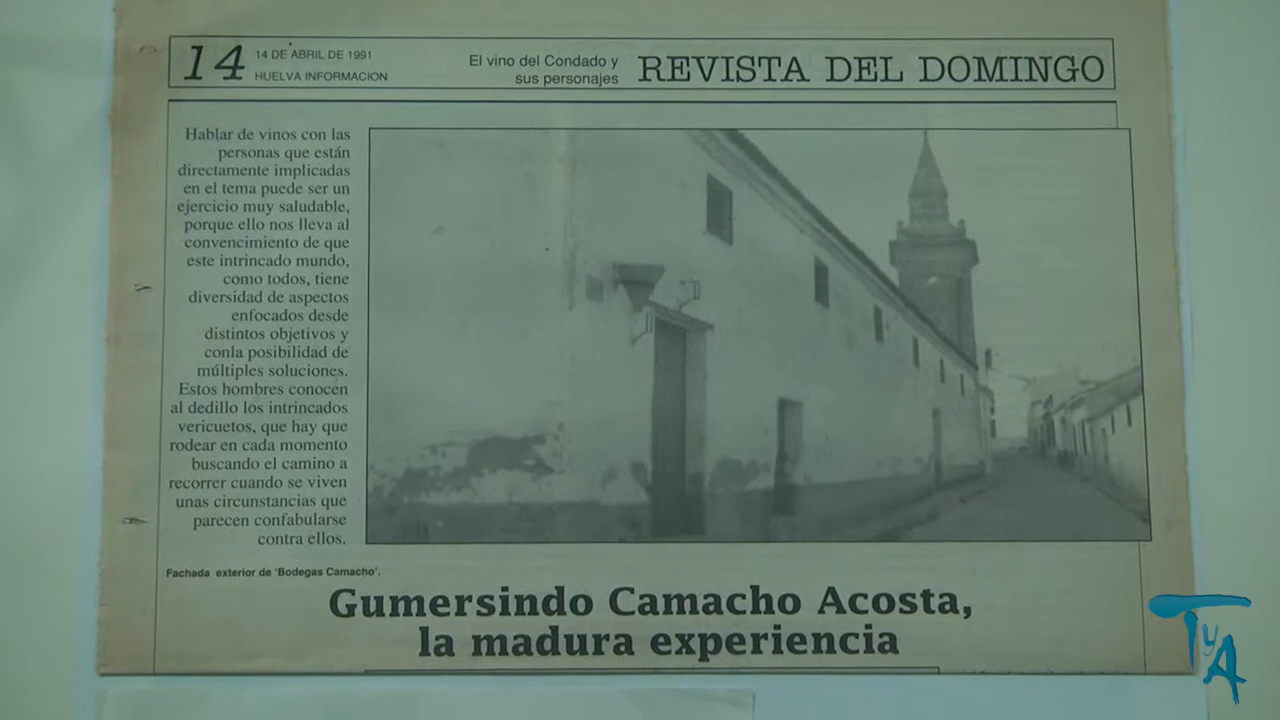 14
14 DE ABRIL DE 1991
HUELVA INFORMACION
El vino del Condado y
sus personajes
REVISTA DEL DOMINGO
Hablar de vinos con las
personas que están
directamente implicadas
en el tema puede ser un
ejercicio muy saludable,
porque ello nos lleva al
convencimiento de que
este intrincado mundo,
como todos, tiene
diversidad de aspectos
enfocados desde
distintos objetivos y
conla posibilidad de
múltiples soluciones.
Estos hombres conocen
al dedillo los intrincados
vericuetos, que hay que
rodear en cada momento
buscando el camino a
recorrer cuando se viven
unas circunstancias que
parecen confabularse
contra ellos.
Fachada exterior de 'Bodegas Camacho'.
Gumersindo Camacho Acosta,
la madura experiencia
TyA